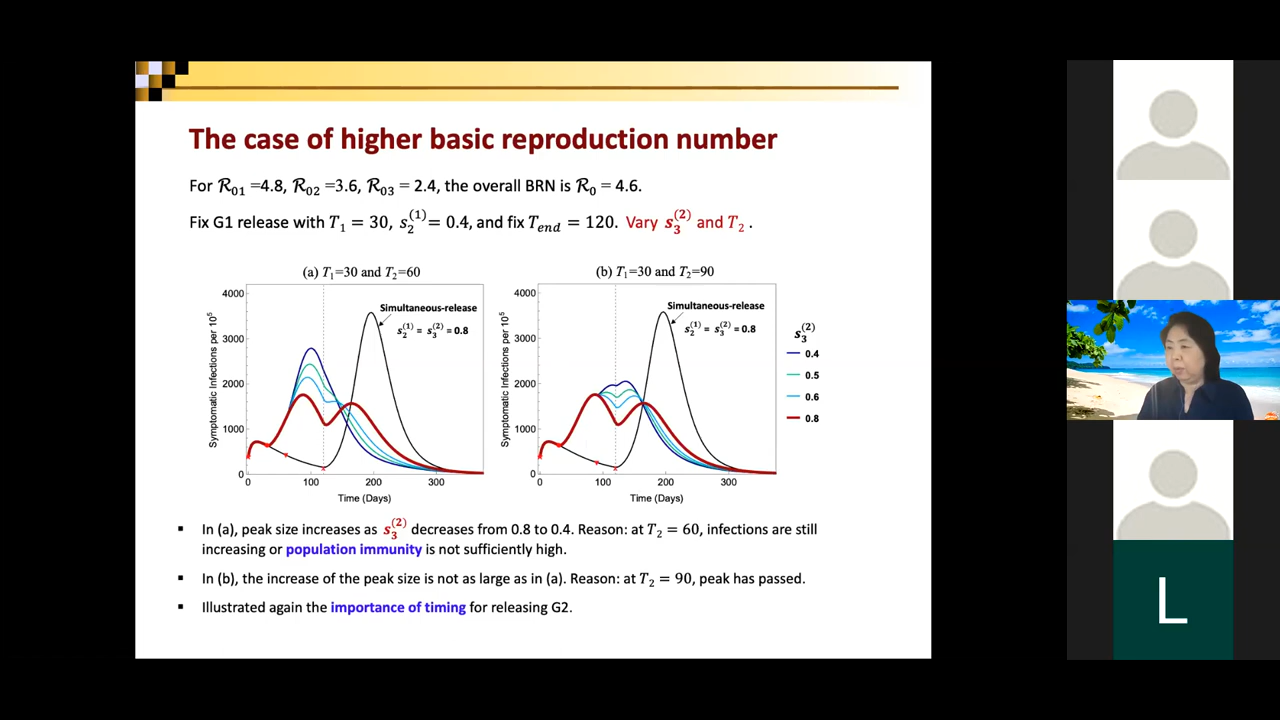 The case of higher basic reproduction number
For ℛ₀₁ =4.8, ℛ₀₂ =3.6, ℛ₀₃ = 2.4, the overall BRN is ℛ₀ = 4.6.
Fix G1 release with T₁ = 30, s₂⁽¹⁾= 0.4, and fix Tₑₙd = 120. Vary s₃⁽²⁾ and T₂ .
(a) T₁=30 and T₂=60
Symptomatic Infections per 10⁵
4000
3000
2000
1000
0
0 100 200 300
Time (Days)
Simultaneous-release
s₂⁽¹⁾ = s₃⁽²⁾ = 0.8
(b) T₁=30 and T₂=90
Symptomatic Infections per 10⁵
4000
3000
2000
1000
0
0 100 200 300
Time (Days)
Simultaneous-release
s₂⁽¹⁾ = s₃⁽²⁾ = 0.8
s₃⁽²⁾
0.4
0.5
0.6
0.8
▪ In (a), peak size increases as s₃⁽²⁾ decreases from 0.8 to 0.4. Reason: at T₂ = 60, infections are still
increasing or population immunity is not sufficiently high.
▪ In (b), the increase of the peak size is not as large as in (a). Reason: at T₂ = 90, peak has passed.
▪ Illustrated again the importance of timing for releasing G2.
L